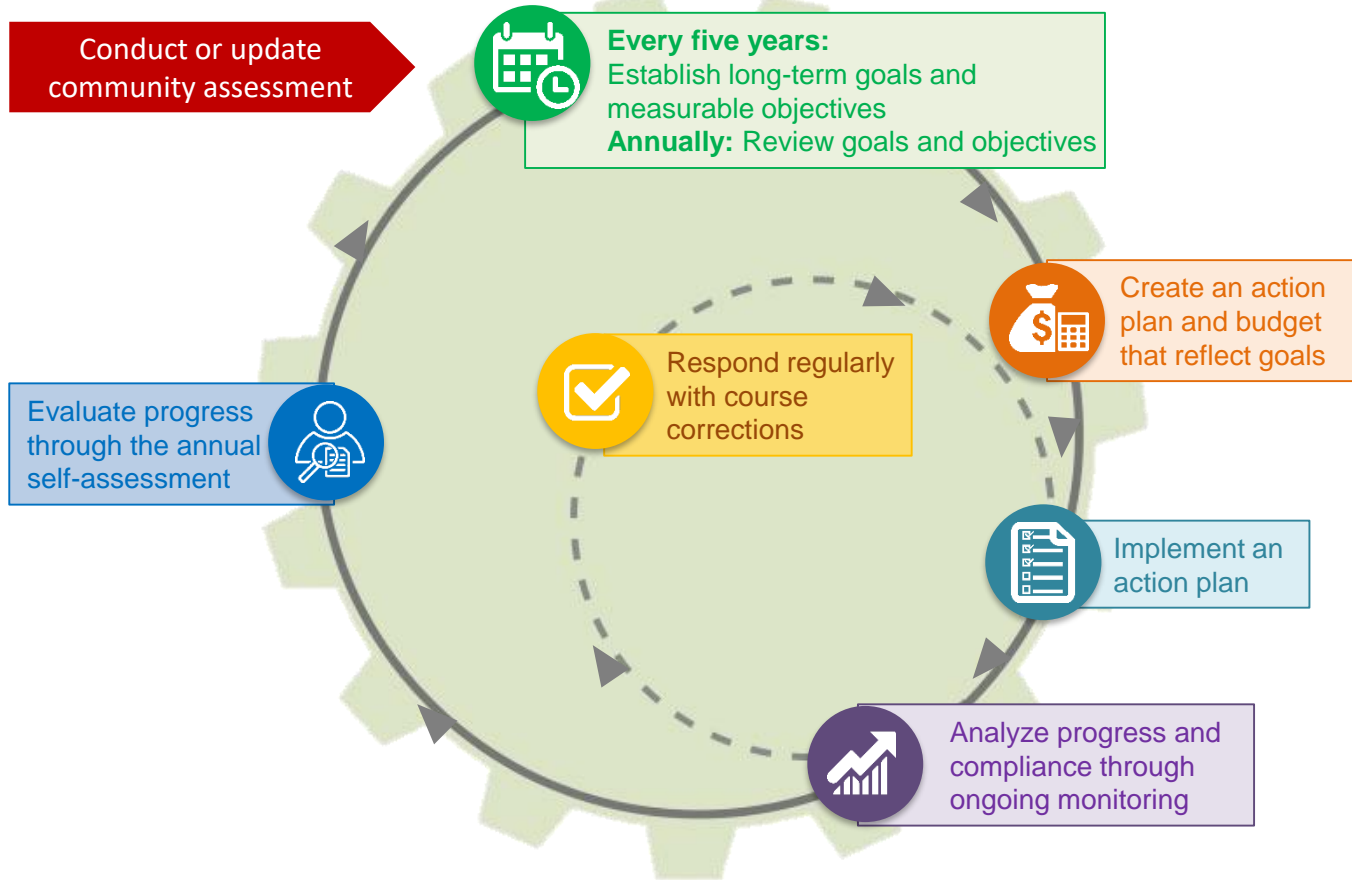 Conduct or update
community assessment
Every five years:
Establish long-term goals and
measurable objectives
Annually: Review goals and objectives
Create an action
plan and budget
that reflect goals
$
Implement an
action plan
Analyze progress and
compliance through
ongoing monitoring
Respond regularly
with course
corrections
Evaluate progress
through the annual
self-assessment